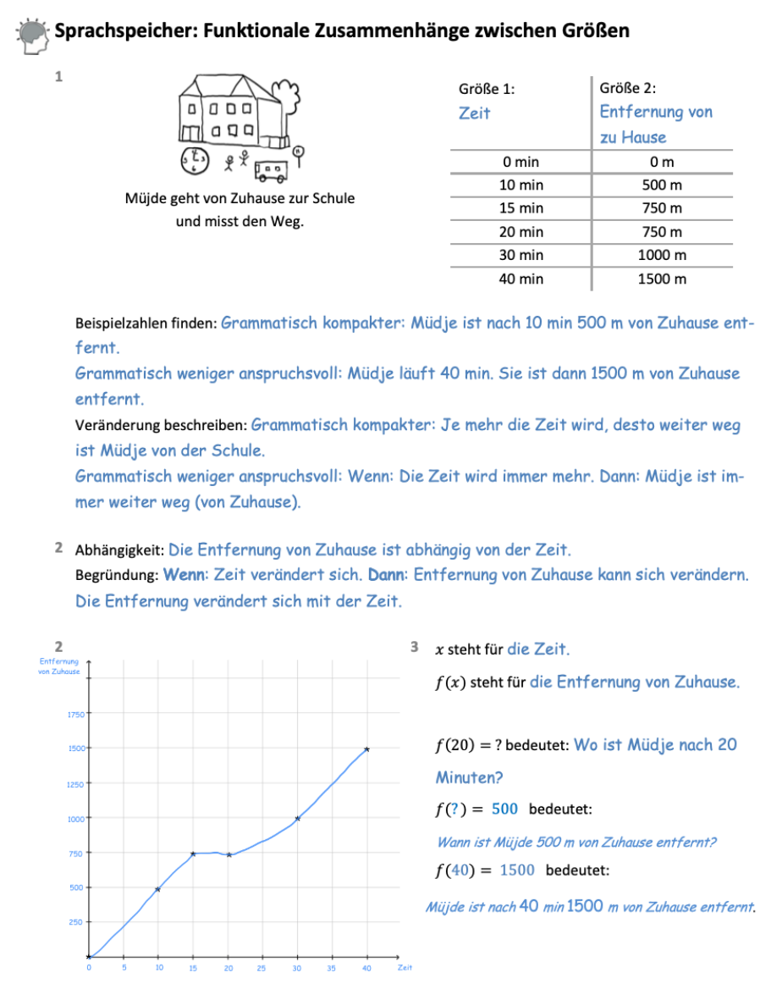 Sprachspeicher: Funktionale Zusammenhänge zwischen Größen
1
Müjde geht von Zuhause zur Schule
und misst den Weg.
Größe 1:
Zeit
Größe 2:
Entfernung von
zu Hause
0 min 0 m
10 min 500 m
15 min 750 m
20 min 750 m
30 min 1000 m
40 min 1500 m
Beispielzahlen finden: Grammatisch kompakter: Müdje ist nach 10 min 500 m von Zuhause ent-
fernt.
Grammatisch weniger anspruchsvoll: Müdje läuft 40 min. Sie ist dann 1500 m von Zuhause
entfernt.
Veränderung beschreiben: Grammatisch kompakter: Je mehr die Zeit wird, desto weiter weg
ist Müdje von der Schule.
Grammatisch weniger anspruchsvoll: Wenn: Die Zeit wird immer mehr. Dann: Müdje ist im-
mer weiter weg (von Zuhause).
2 Abhängigkeit: Die Entfernung von Zuhause ist abhängig von der Zeit.
Begründung: Wenn: Zeit verändert sich. Dann: Entfernung von Zuhause kann sich verändern.
Die Entfernung verändert sich mit der Zeit.
2
Entfernung
von Zuhause
1750
1500
1250
1000
750
500
250
0 5 10 15 20 25 30 35 40 Zeit
3 x steht für die Zeit.
f(x) steht für die Entfernung von Zuhause.
f(20) = ? bedeutet: Wo ist Müdje nach 20
Minuten?
f(?) = 500 bedeutet:
Wann ist Müjde 500 m von Zuhause entfernt?
f(40) = 1500 bedeutet:
Müjde ist nach 40 min 1500 m von Zuhause entfernt.